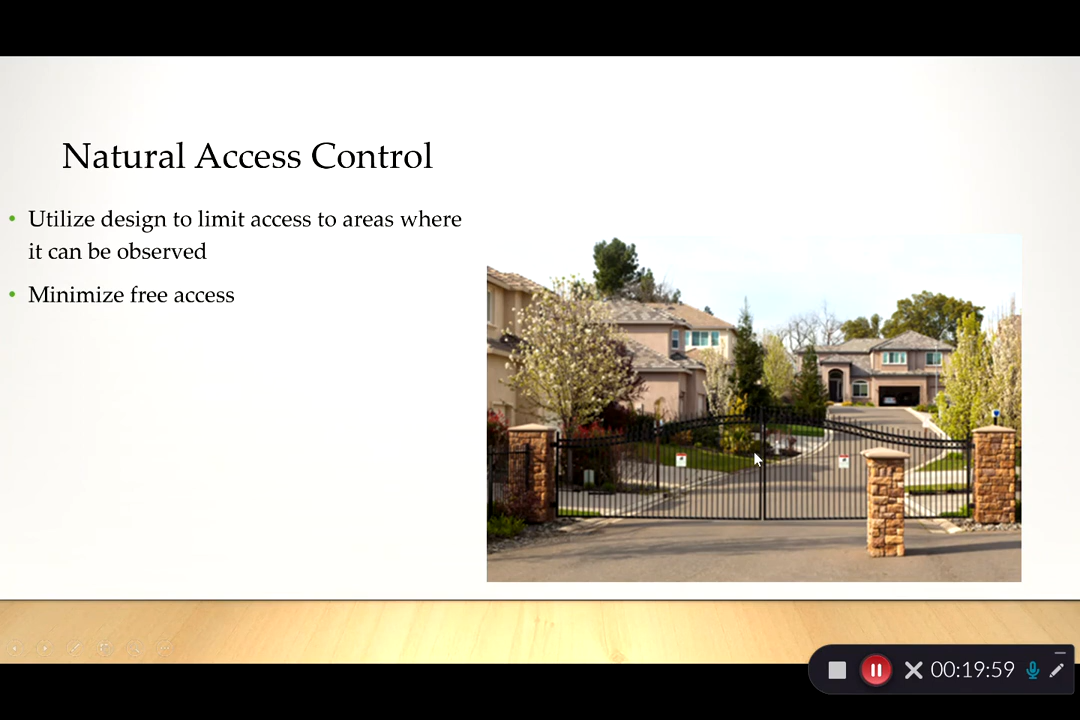 Natural Access Control
• Utilize design to limit access to areas where
it can be observed
• Minimize free access
00:19:59